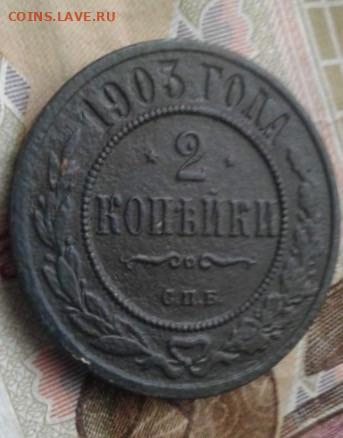 COINS.LAVE.RU
1903 ГОДА
2
КОПѢЙКИ
С.П.Б.